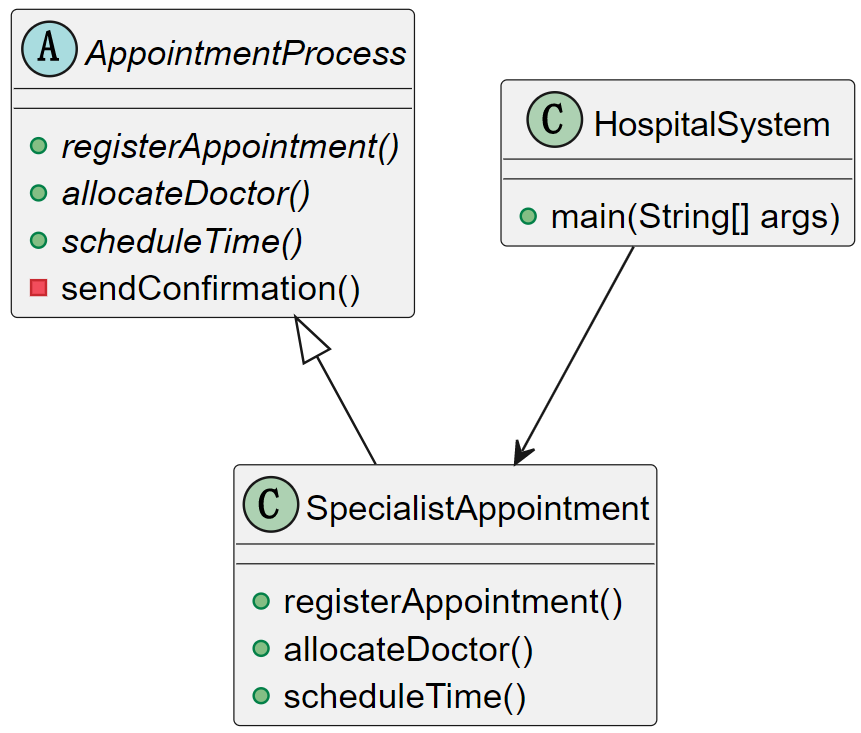 A AppointmentProcess
registerAppointment()
allocateDoctor()
scheduleTime()
sendConfirmation()
C HospitalSystem
main(String[] args)
C SpecialistAppointment
registerAppointment()
allocateDoctor()
scheduleTime()